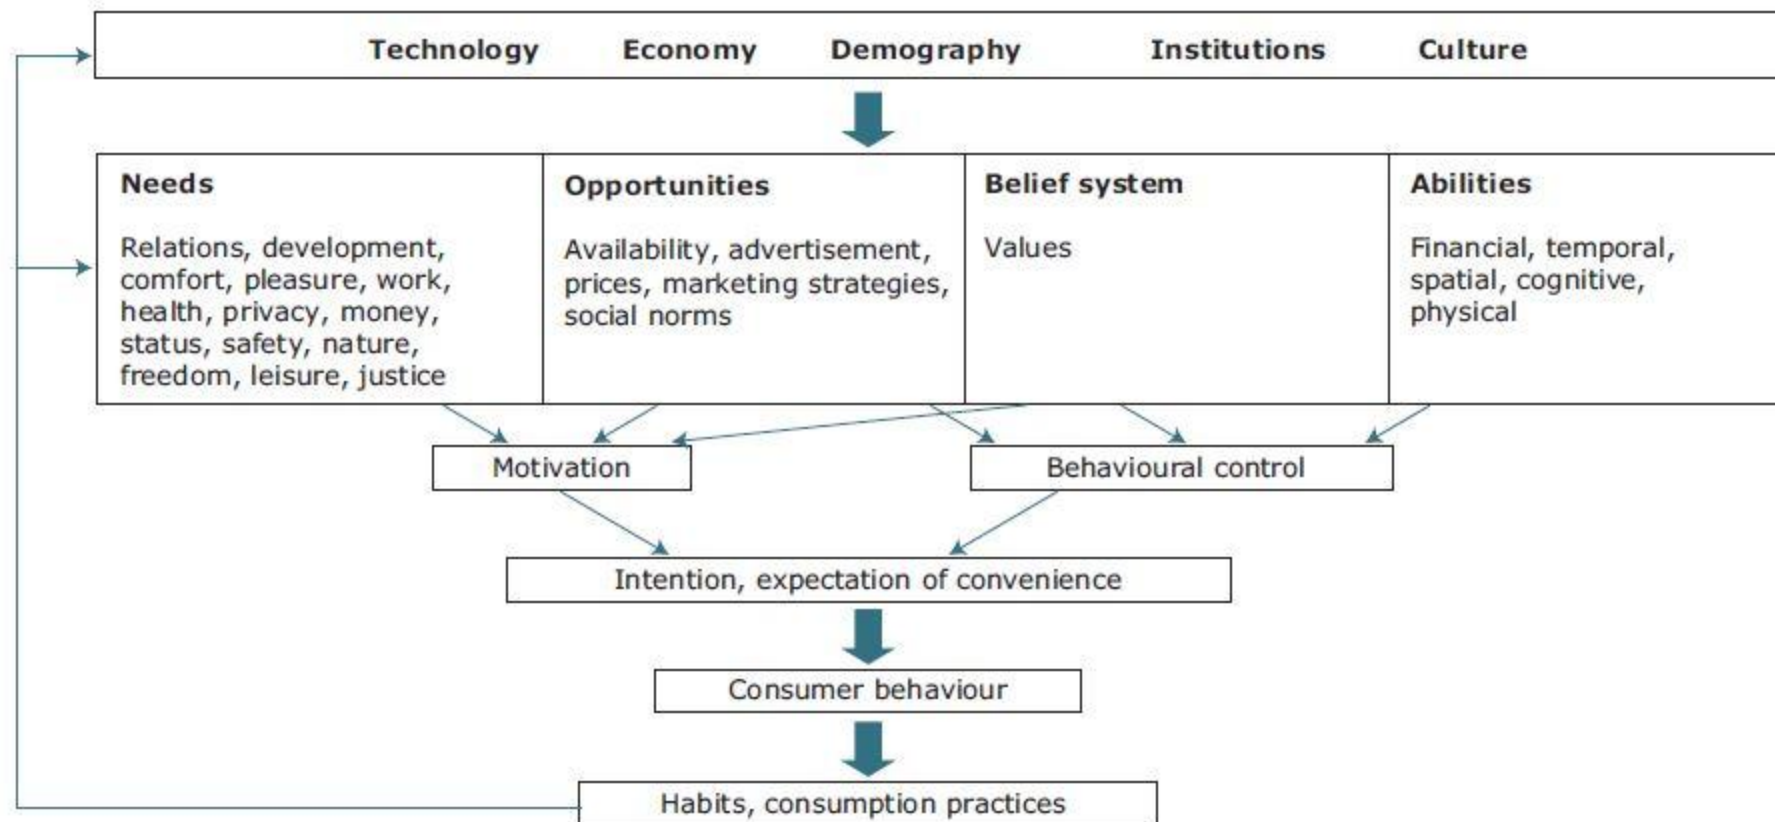 Technology Economy Demography Institutions Culture
Needs
Relations, development,
comfort, pleasure, work,
health, privacy, money,
status, safety, nature,
freedom, leisure, justice
Opportunities
Availability, advertisement,
prices, marketing strategies,
social norms
Belief system
Values
Abilities
Financial, temporal,
spatial, cognitive,
physical
Motivation
Behavioural control
Intention, expectation of convenience
Consumer behaviour
Habits, consumption practices